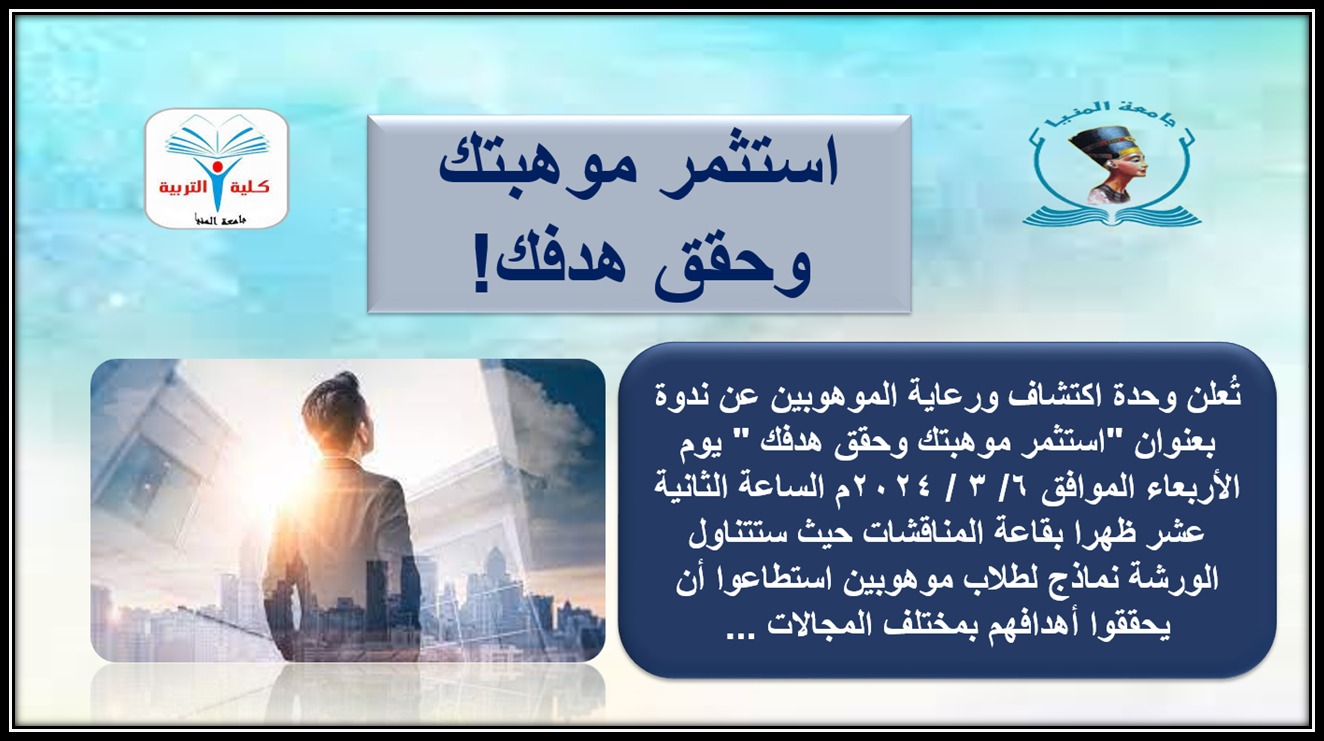 جامعة المنيا
كلية التربية
جامعة المنيا
استثمر موهبتك
وحقق هدفك!
تُعلن وحدة اكتشاف ورعاية الموهوبين عن ندوة
بعنوان "استثمر موهبتك وحقق هدفك " يوم
الأربعاء الموافق ٦/ ٣ / ٢٠٢٤م الساعة الثانية
عشر ظهرا بقاعة المناقشات حيث ستتناول
الورشة نماذج لطلاب موهوبين استطاعوا أن
يحققوا أهدافهم بمختلف المجالات ...